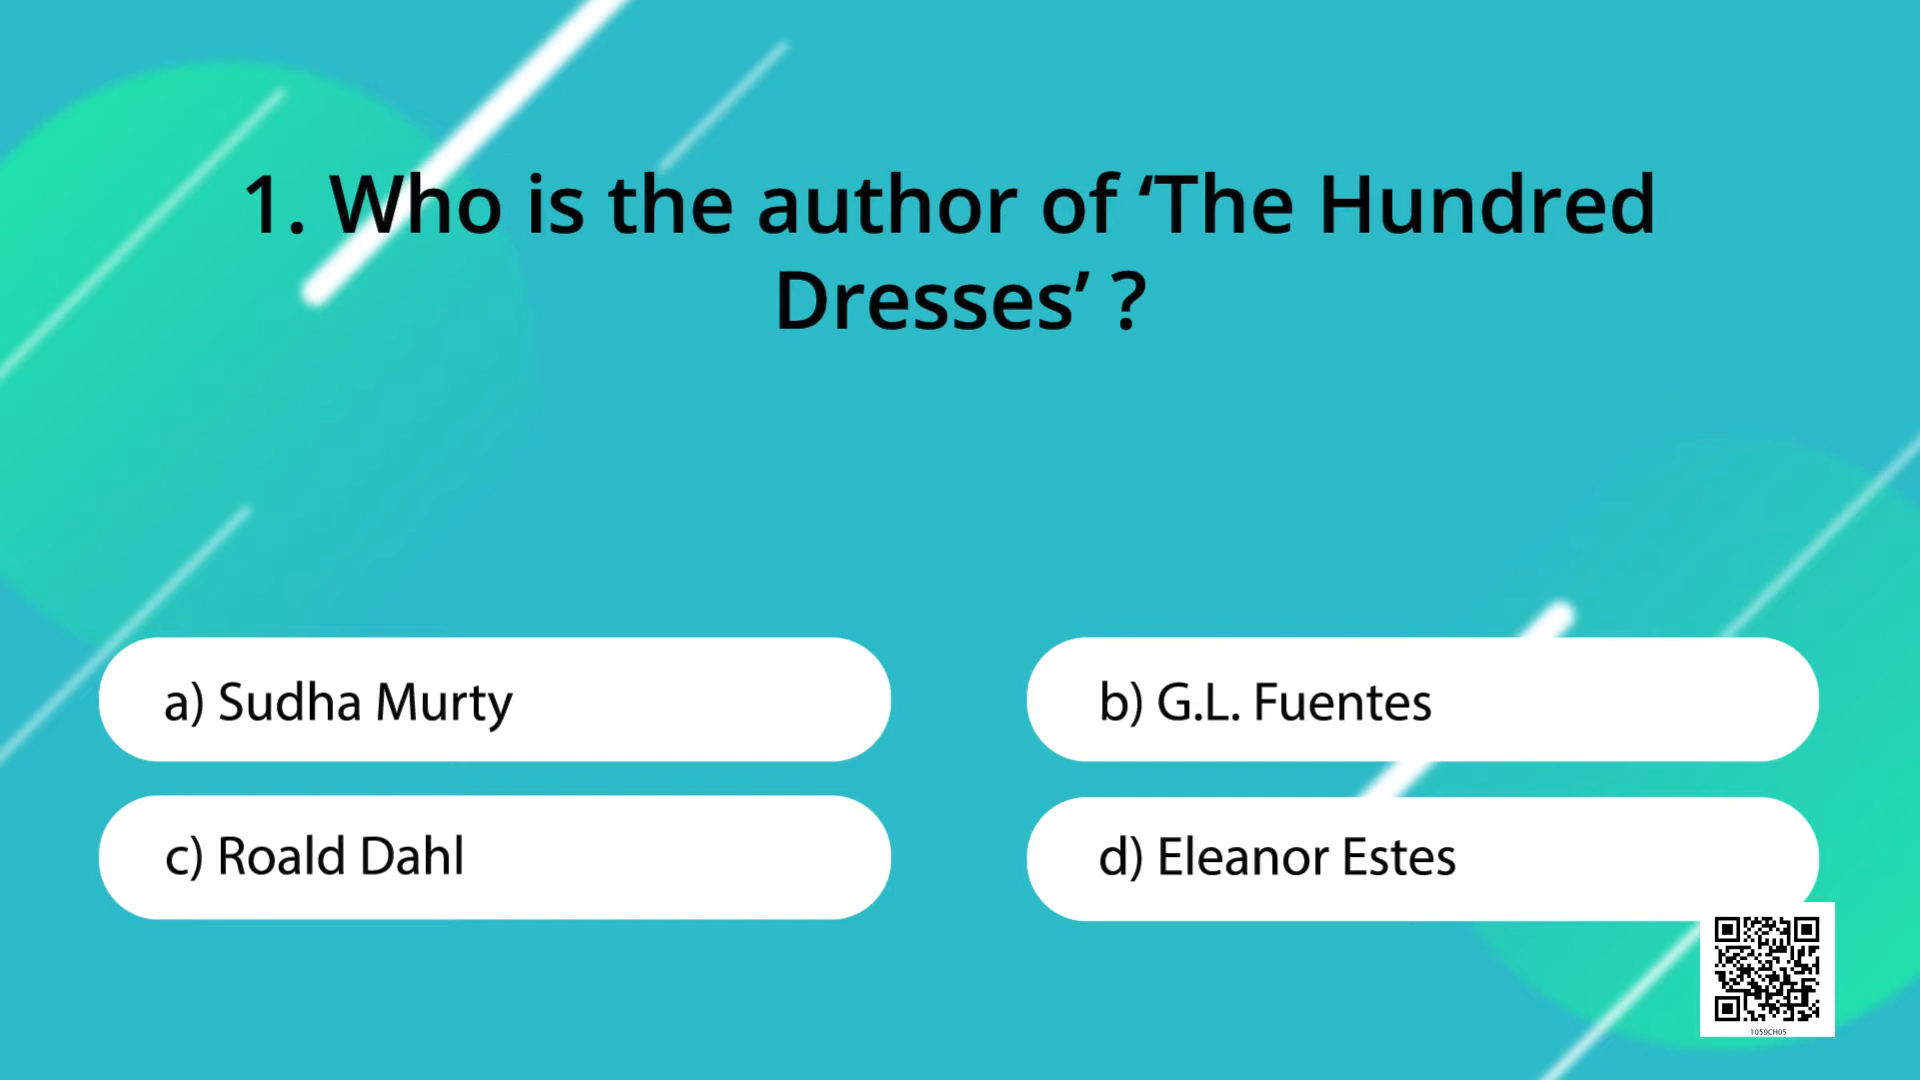 1. Who is the author of ‘The Hundred
Dresses’ ?
a) Sudha Murty
b) G.L. Fuentes
c) Roald Dahl
d) Eleanor Estes
1059CH05